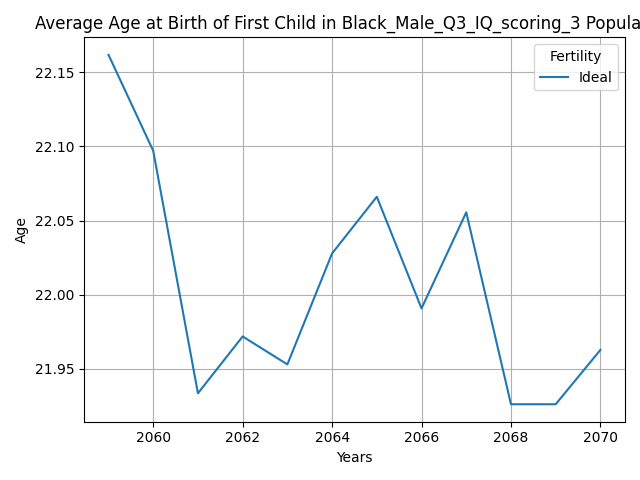 Average Age at Birth of First Child in Black_Male_Q3_IQ_scoring_3 Popula
Fertility
Ideal
22.15
22.10
22.05
22.00
21.95
Age
2060 2062 2064 2066 2068 2070
Years